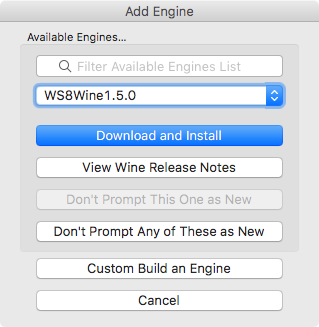 Add Engine
Available Engines...
Filter Available Engines List
WS8Wine1.5.0
Download and Install
View Wine Release Notes
Don't Prompt This One as New
Don't Prompt Any of These as New
Custom Build an Engine
Cancel